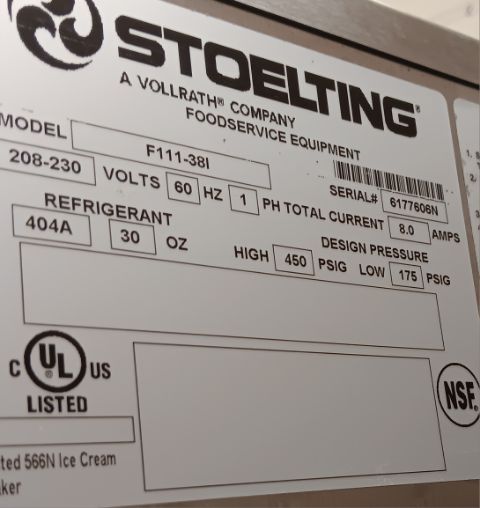 STOELTING®
A VOLLRATH® COMPANY
FOODSERVICE EQUIPMENT
MODEL F111-38I
SERIAL# 6177606N
208-230 VOLTS 60 HZ 1 PH TOTAL CURRENT 8.0 AMPS
REFRIGERANT
404A 30 OZ
DESIGN PRESSURE
HIGH 450 PSIG LOW 175 PSIG
C UL® US
LISTED
NSF
ted 566N Ice Cream
ker